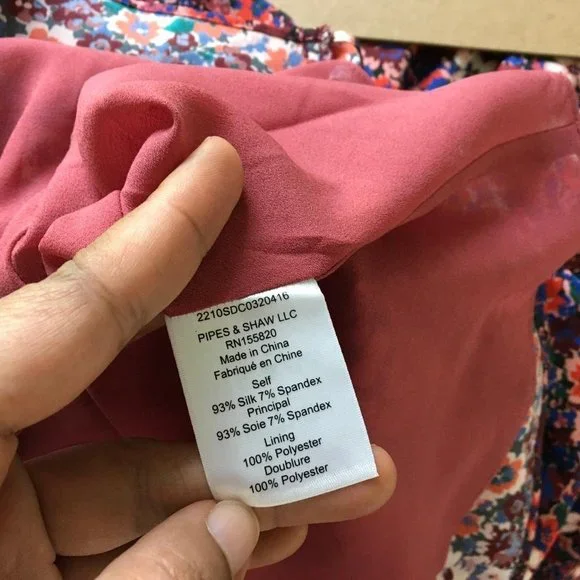 2210SDC0320416
PIPES & SHAW LLC
RN155820
Made in China
Fabriqué en Chine
Self
93% Silk 7% Spandex
Principal
93% Soie 7% Spandex
Lining
100% Polyester
Doublure
100% Polyester